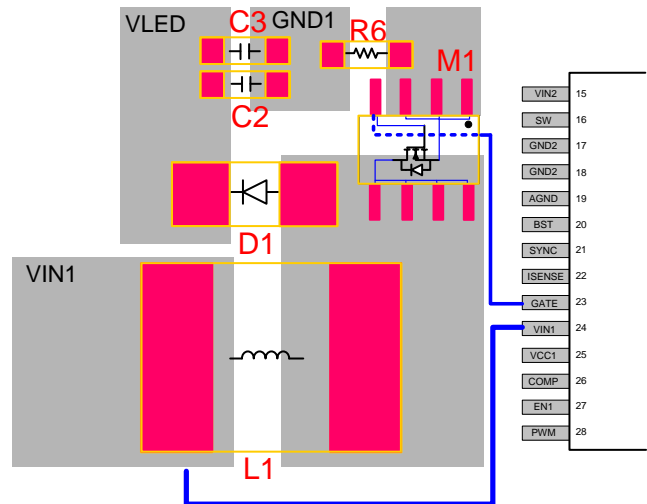 VLED
C3
GND1
R6
M1
C2
D1
VIN1
L1
VIN2 15
SW 16
GND2 17
GND2 18
AGND 19
BST 20
SYNC 21
ISENSE 22
GATE 23
VIN1 24
VCC1 25
COMP 26
EN1 27
PWM 28